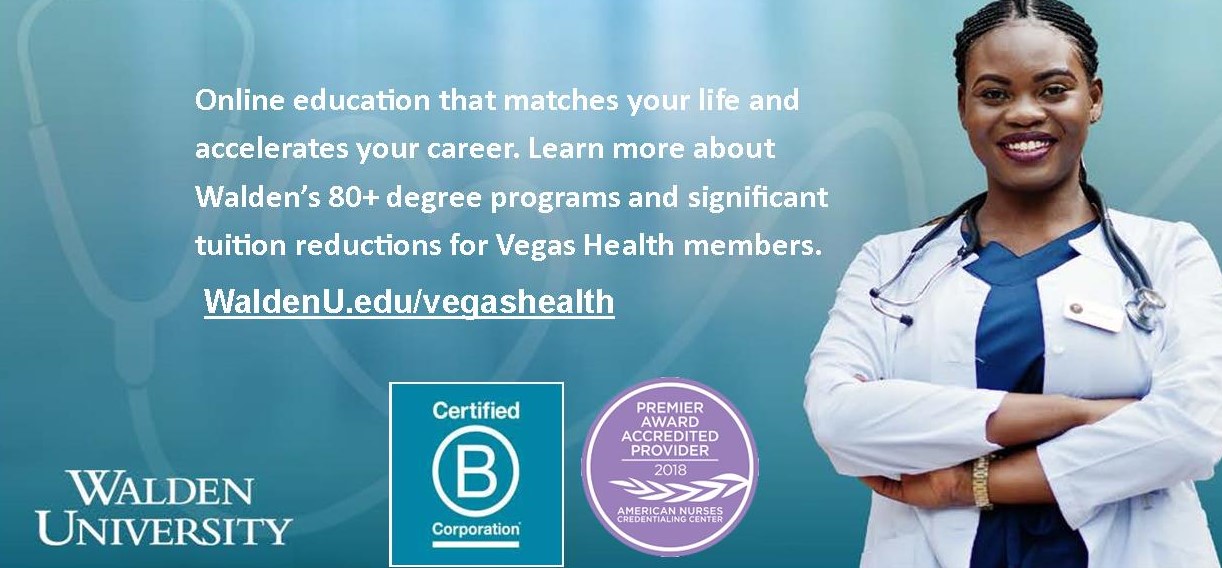 Online education that matches your life and
accelerates your career. Learn more about
Walden's 80+ degree programs and significant
tuition reductions for Vegas Health members.
WaldenU.edu/vegashealth
Certified
B
Corporation
PREMIER
AWARD
ACCREDITED
PROVIDER
2018
AMERICAN NURSES
CREDENTIALING CENTER
WALDEN
UNIVERSITY